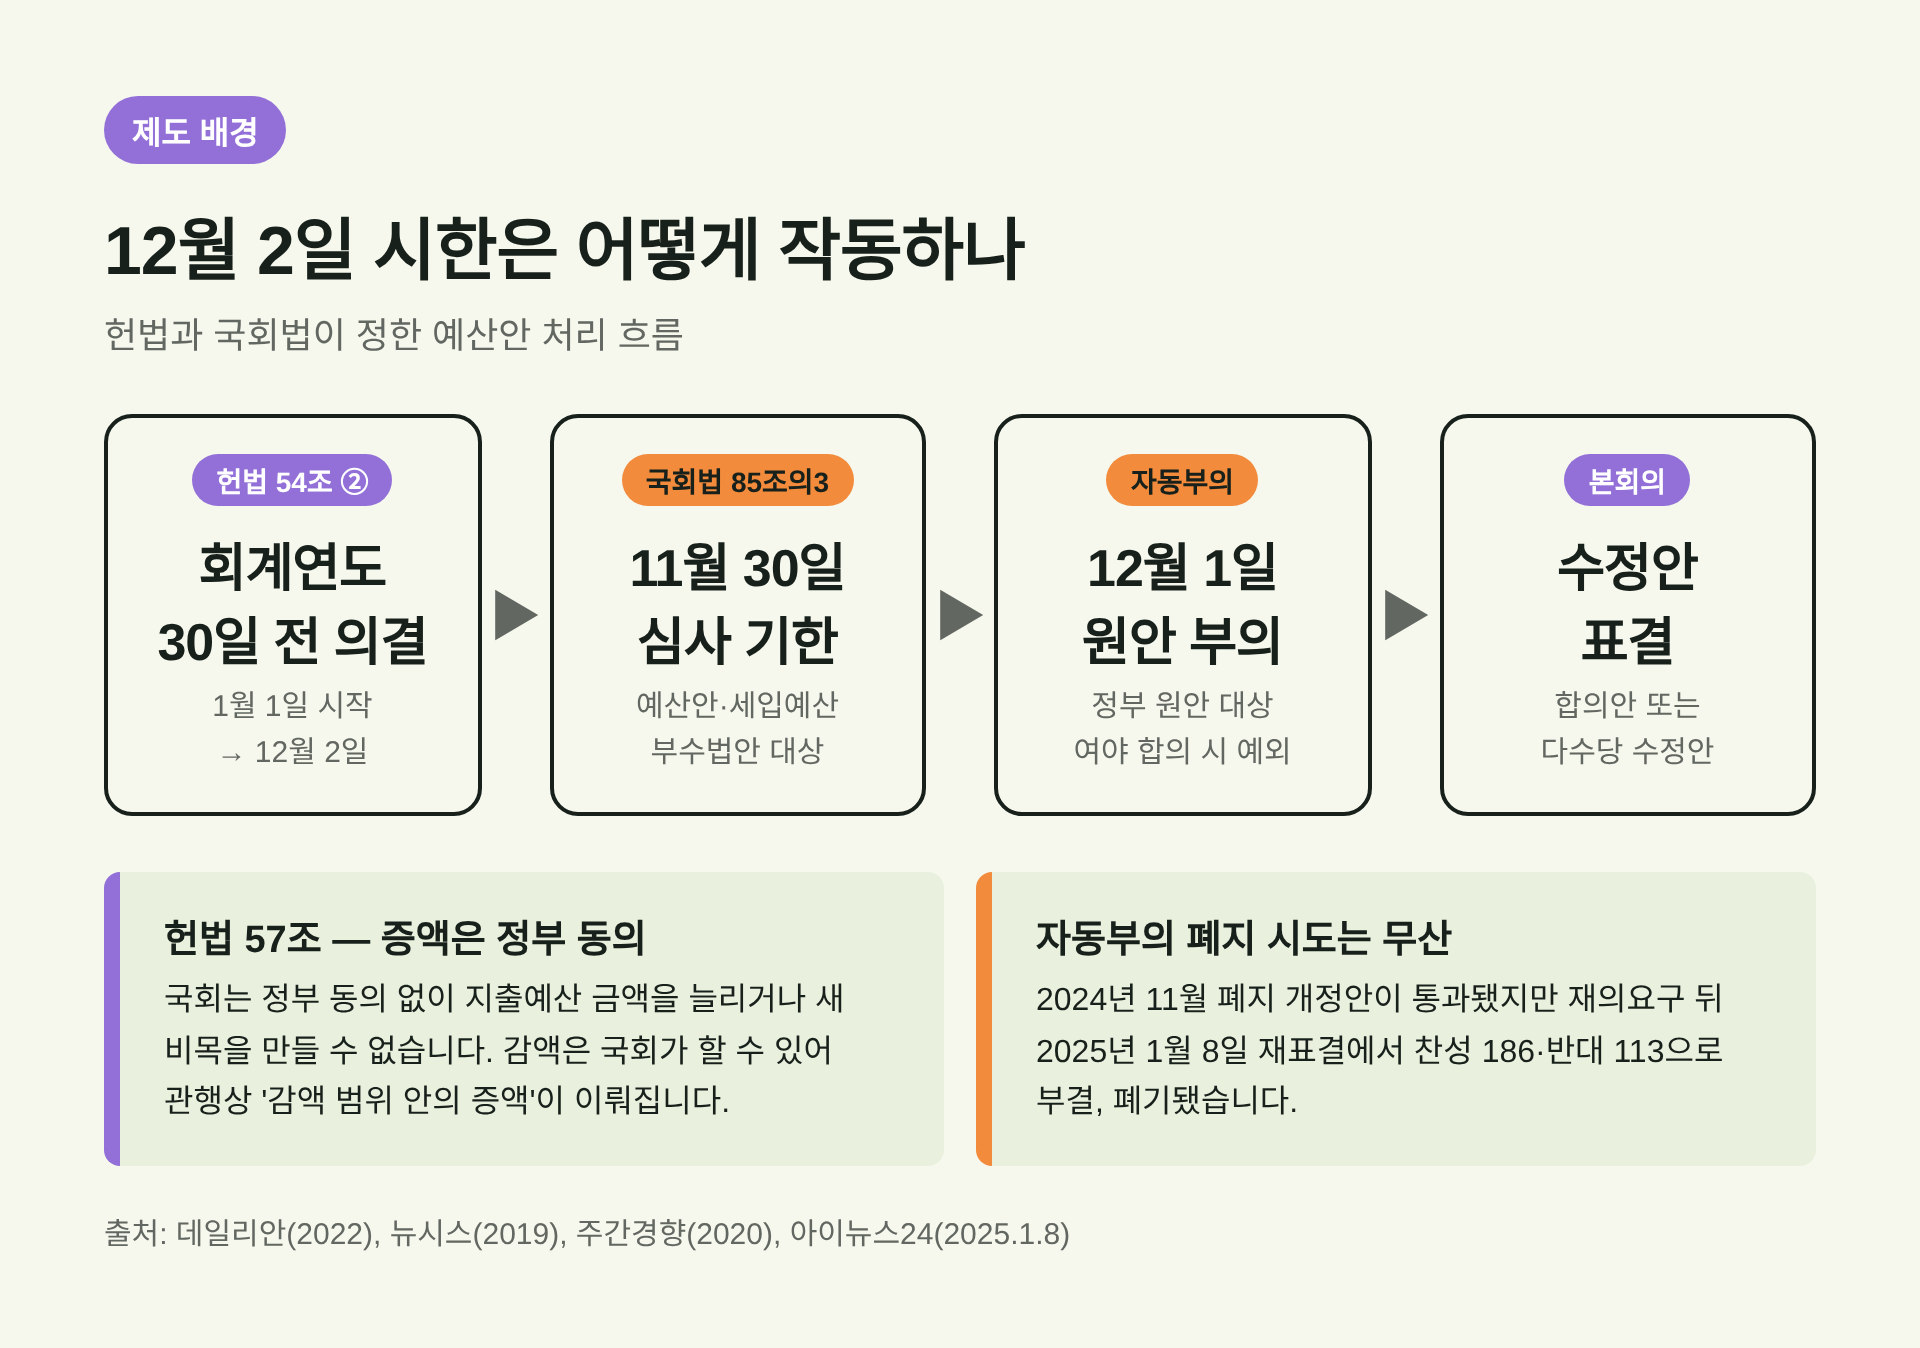 제도 배경
12월 2일 시한은 어떻게 작동하나
헌법과 국회법이 정한 예산안 처리 흐름
헌법 54조 ②
회계연도
30일 전 의결
1월 1일 시작
→ 12월 2일
국회법 85조의3
11월 30일
심사 기한
예산안·세입예산
부수법안 대상
자동부의
12월 1일
원안 부의
정부 원안 대상
여야 합의 시 예외
본회의
수정안
표결
합의안 또는
다수당 수정안
헌법 57조 — 증액은 정부 동의
국회는 정부 동의 없이 지출예산 금액을 늘리거나 새
비목을 만들 수 없습니다. 감액은 국회가 할 수 있어
관행상 '감액 범위 안의 증액'이 이뤄집니다.
자동부의 폐지 시도는 무산
2024년 11월 폐지 개정안이 통과됐지만 재의요구 뒤
2025년 1월 8일 재표결에서 찬성 186·반대 113으로
부결, 폐기됐습니다.
출처: 데일리안(2022), 뉴시스(2019), 주간경향(2020), 아이뉴스24(2025.1.8)